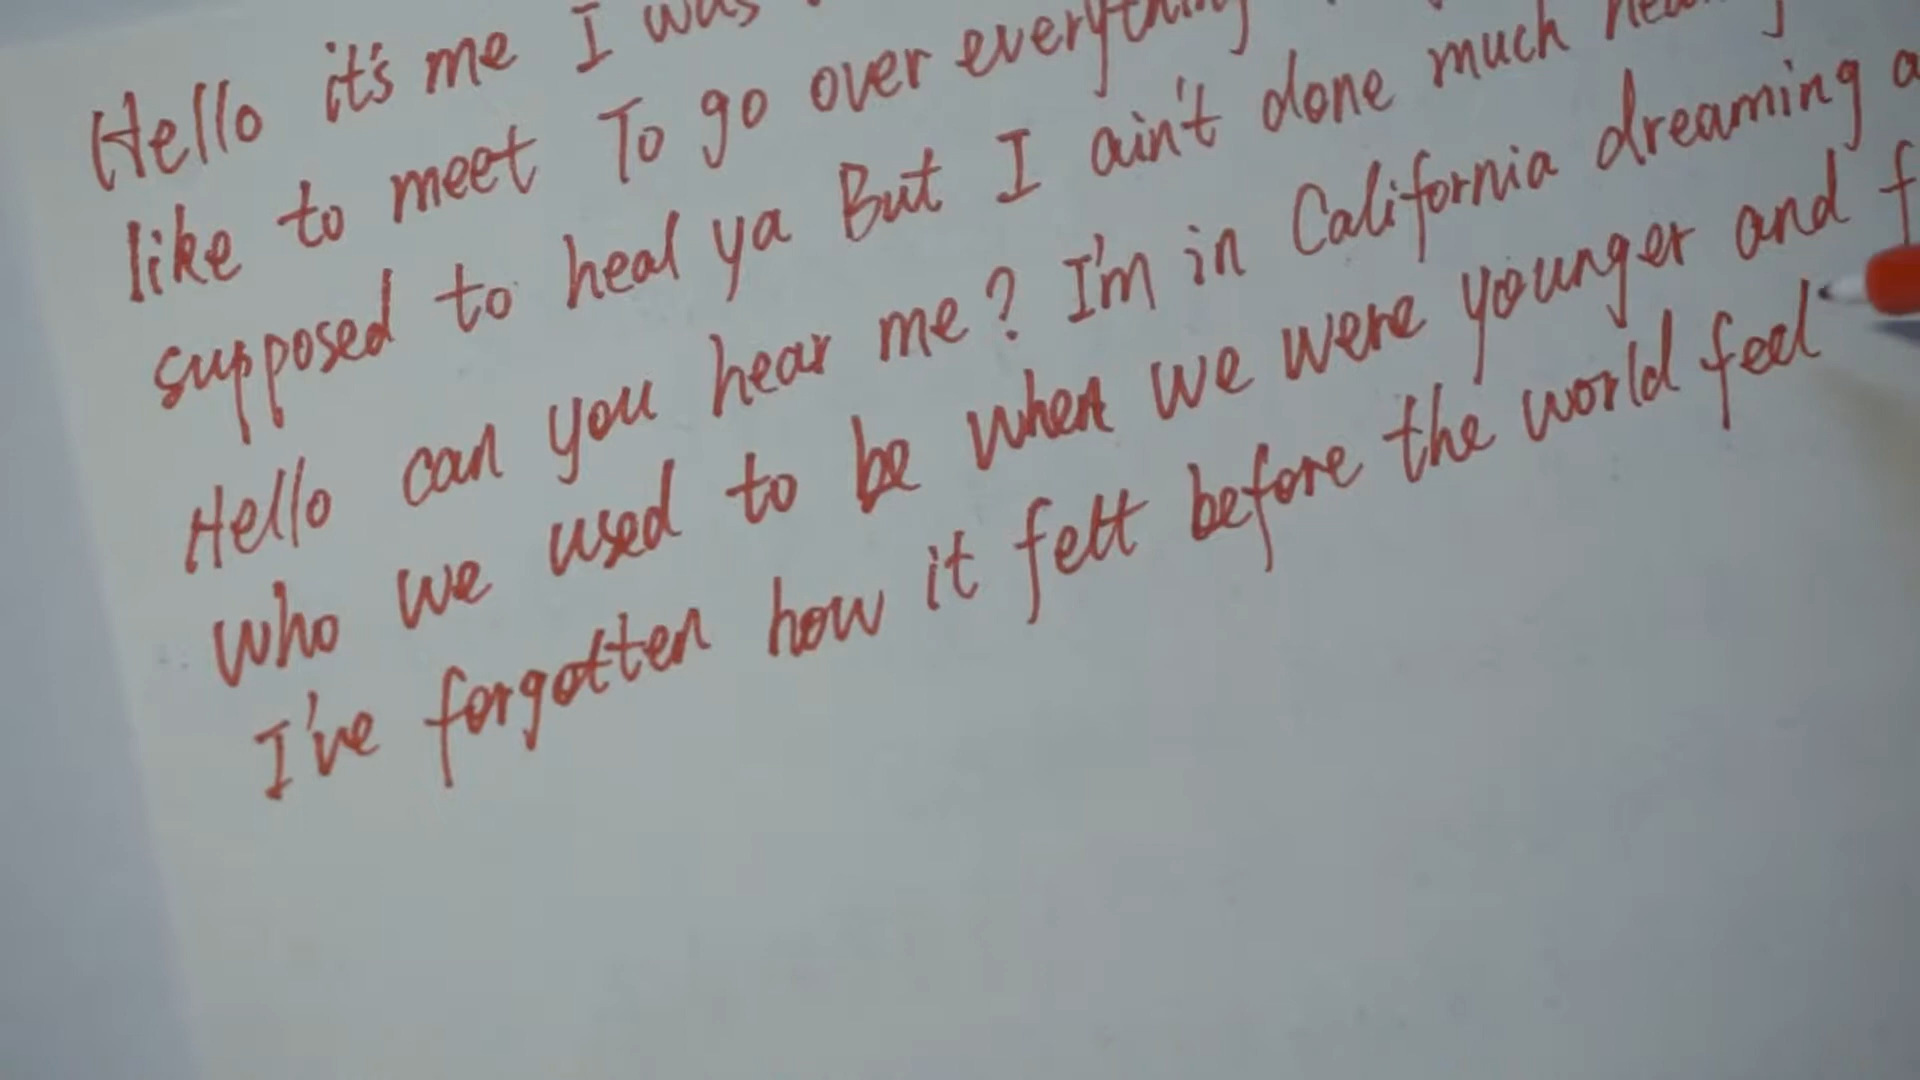 Hello it's me I was
like to meet To go over everything
supposed to heal ya But I ain't done much
Hello can you hear me? I'm in California dreaming
who we used to be when we were younger and
I've forgotten how it felt before the world feel